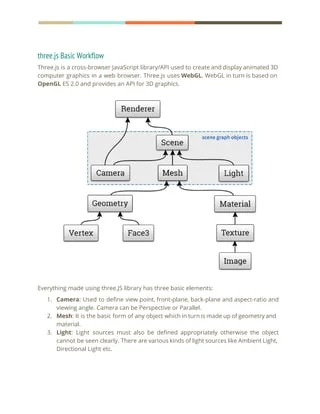 three.js Basic Workflow
Three.js is a cross-browser JavaScript library/API used to create and display animated 3D
computer graphics in a web browser. Three.js uses WebGL. WebGL in turn is based on
OpenGL ES 2.0 and provides an API for 3D graphics.
Renderer
scene graph objects
Scene
Camera Mesh Light
Geometry Material
Vertex Face3 Texture
Image
Everything made using three.JS library has three basic elements:
1. Camera: Used to define view point, front-plane, back-plane and aspect-ratio and
viewing angle. Camera can be Perspective or Parallel.
2. Mesh: It is the basic form of any object which in turn is made up of geometry and
material.
3. Light: Light sources must also be defined appropriately otherwise the object
cannot be seen clearly. There are various kinds of light sources like Ambient Light,
Directional Light etc.